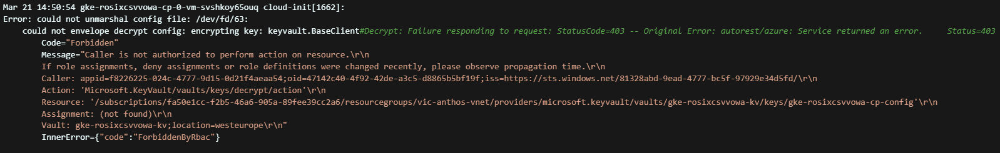 Mar 21 14:50:54 gke-rosixcsvvowa-cp-0-vm-svshkoy65ouq cloud-init[1662]:
Error: could not unmarshal config file: /dev/fd/63:
could not envelope decrypt config: encrypting key: keyvault.BaseClient#Decrypt: Failure responding to request: StatusCode=403 -- Original Error: autorest/azure: Service returned an error. Status=403
Code="Forbidden"
Message="Caller is not authorized to perform action on resource.\r\n
If role assignments, deny assignments or role definitions were changed recently, please observe propagation time.\r\n
Caller: appid=f8226225-024c-4777-9d15-0d21f4aeaa54;oid=47142c40-4f92-42de-a3c5-d8865b5bf19f;iss=https://sts.windows.net/81328abd-9ead-4777-bc5f-97929e34d5fd/\r\n
Action: 'Microsoft.KeyVault/vaults/keys/decrypt/action'\r\n
Resource: '/subscriptions/fa50e1cc-f2b5-46a6-905a-89fee39cc2a6/resourcegroups/vic-anthos-vnet/providers/microsoft.keyvault/vaults/gke-rosixcsvvowa-kv/keys/gke-rosixcsvvowa-cp-config'\r\n
Assignment: (not found)\r\n
Vault: gke-rosixcsvvowa-kv;location=westeurope\r\n"
InnerError={"code":"ForbiddenByRbac"}